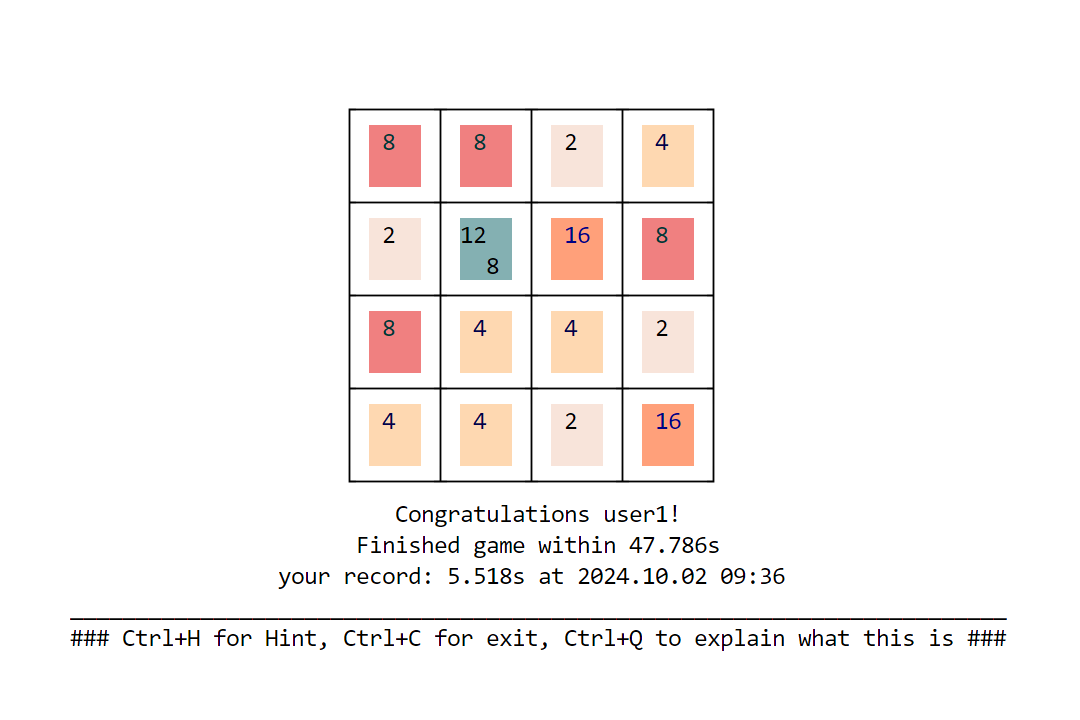 8 8 2 4
2 12 16 8
8
8 4 4 2
4 4 2 16
Congratulations user1!
Finished game within 47.786s
your record: 5.518s at 2024.10.02 09:36
### Ctrl+H for Hint, Ctrl+C for exit, Ctrl+Q to explain what this is ###